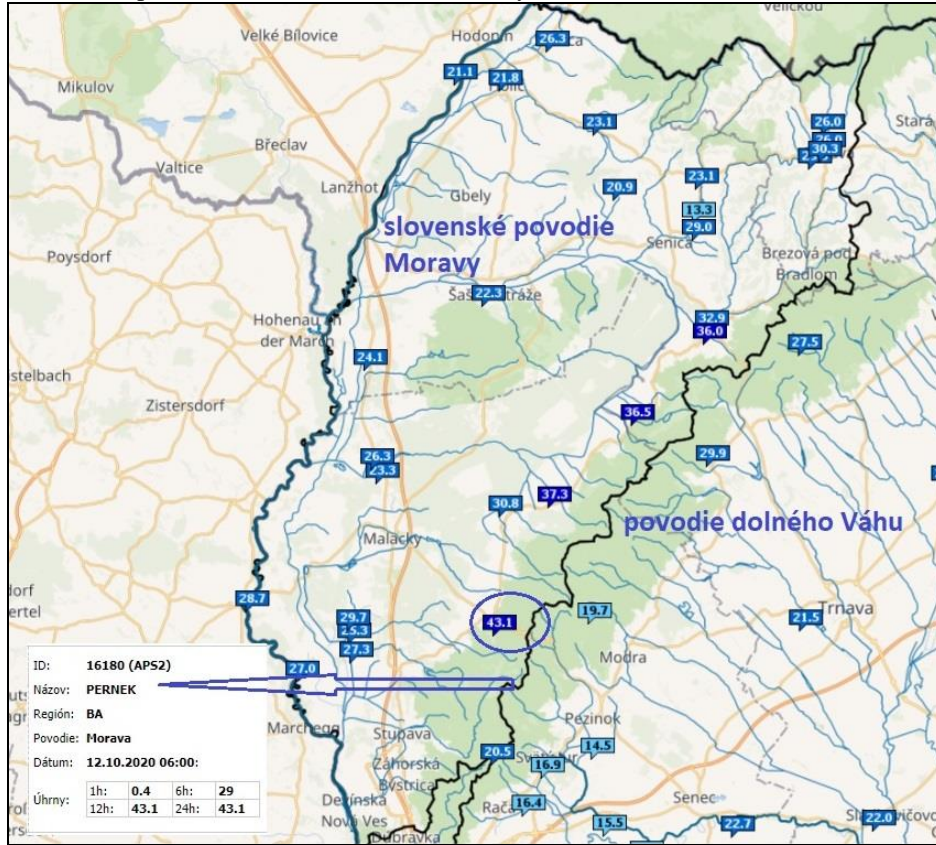 Veľké Bílovice
Hodonín
26.3
21.1
21.8
Mikulov
23.1
26.0
26.0
30.3
Stará
Břeclav
Valtice
Lanžhot
Gbely
20.9
23.1
13.3
29.0
Senica
slovenské povodie
Moravy
Poysdorf
Brezová pod
Bradlom
22.3
Hohenau an
der March
32.9
36.0
27.5
24.1
Zistersdorf
36.5
26.3
23.3
29.9
37.3
30.8
povodie dolného Váhu
Malacky
28.7
19.7
21.5
Trnava
43.1
29.7
25.3
27.3
27.0
Modra
ID: 16180 (APS2)
Názov: PERNEK
Región: BA
Povodie: Morava
Dátum: 12.10.2020 06:00:
Úhrny:
1h: 0.4 6h: 29
12h: 43.1 24h: 43.1
Marchegg
Stupava
Pezinok
20.5
14.5
16.9
Záhorská
Bystrica
Devínska
Nová Ves
16.4
Senec
15.5
22.7
22.0